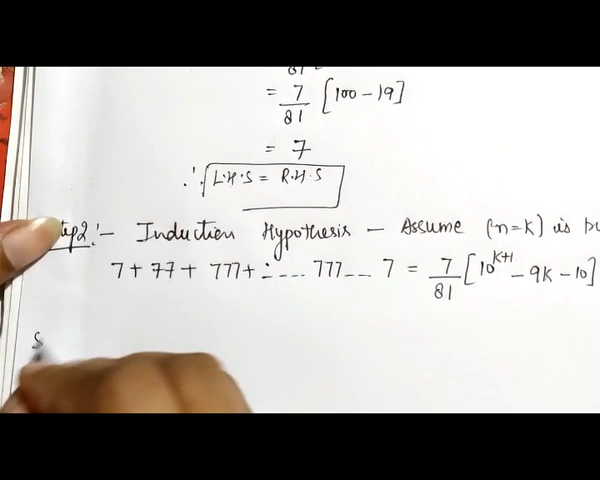 = 7/81 [100 - 19]
= 7
∴ L.H.S = R.H.S
Step2:- Induction Hypothesis - Assume (n=k) is
7 + 77 + 777 + .... 777... 7 = 7/81 [10^(k+1) - 9k - 10]
S